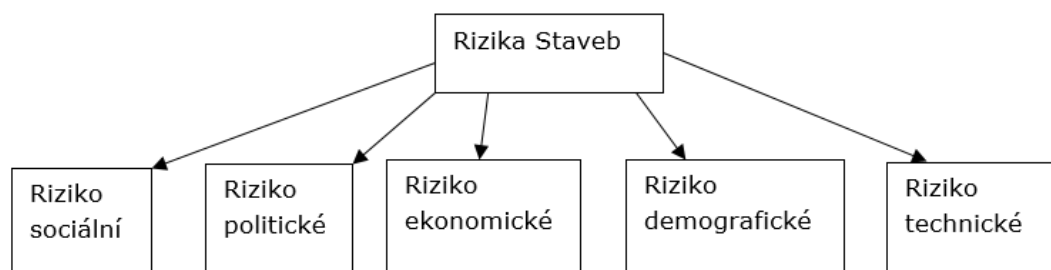 Rizika Staveb
Riziko
sociální
Riziko
politické
Riziko
ekonomické
Riziko
demografické
Riziko
technické